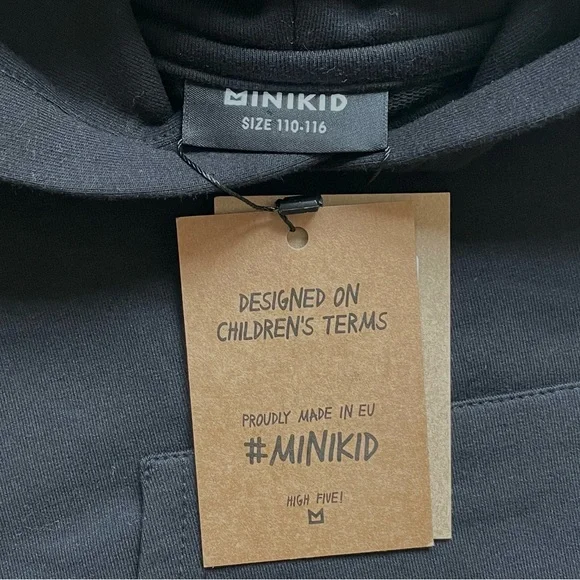 MINIKID
SIZE 110-116
DESIGNED ON
CHILDREN'S TERMS
PROUDLY MADE IN EU
#MINIKID
HIGH FIVE!